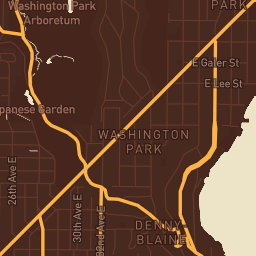 Washington Park
Arboretum
PARK
E Galer St
E Lee St
panese Garden
WASHINGTON
PARK
26th Ave E
30th Ave E
32nd Ave E
DENNY
BLAINE